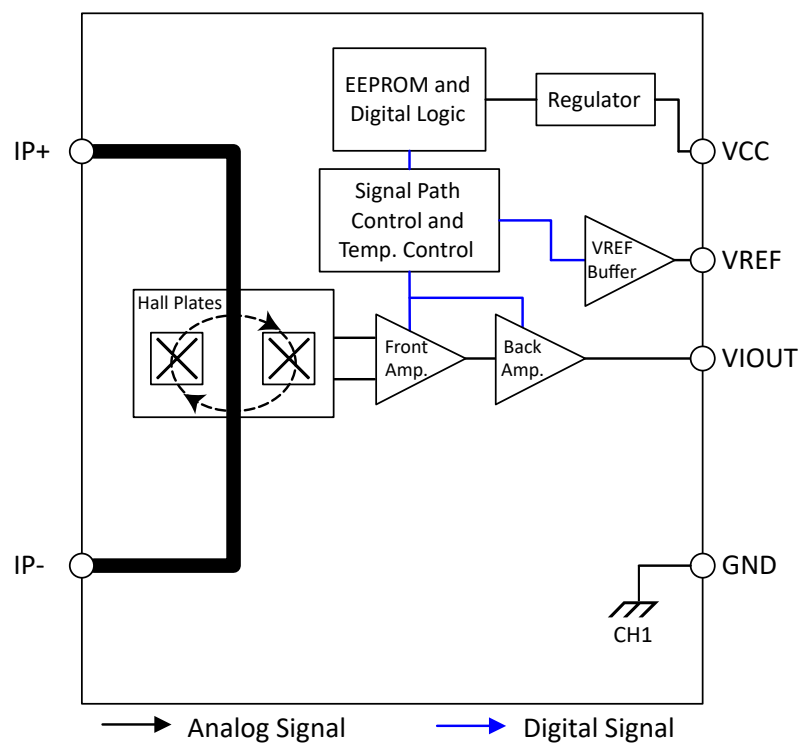 EEPROM and
Digital Logic
Regulator
IP+
VCC
Signal Path
Control and
Temp. Control
VREF
Buffer
VREF
Hall Plates
Front
Amp.
Back
Amp.
VIOUT
IP-
GND
CH1
Analog Signal
Digital Signal